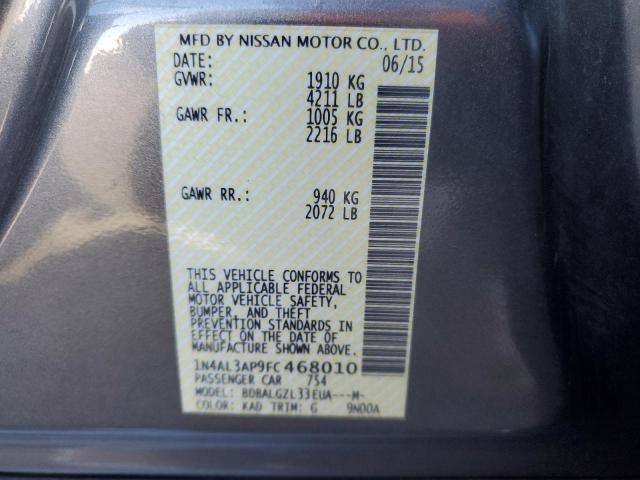 MFD BY NISSAN MOTOR CO., LTD.
DATE: 06/15
GVWR: 1910 KG
4211 LB
GAWR FR.: 1005 KG
2216 LB
GAWR RR.: 940 KG
2072 LB
THIS VEHICLE CONFORMS TO
ALL APPLICABLE FEDERAL
MOTOR VEHICLE SAFETY,
BUMPER, AND THEFT
PREVENTION STANDARDS IN
EFFECT ON THE DATE OF
MANUFACTURE SHOWN ABOVE.
1N4AL3AP9FC468010
PASSENGER CAR 754
MODEL: BDBALGZL33EUA---M-
COLOR: KAD TRIM: G 9N00A